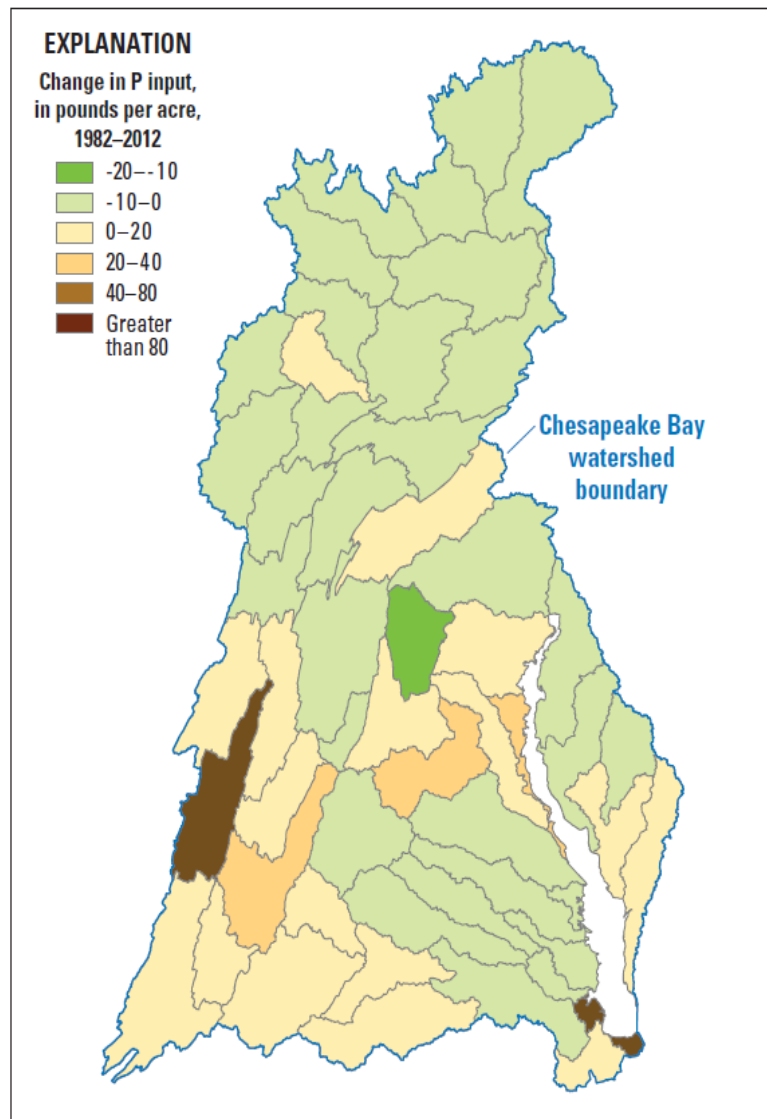 EXPLANATION
Change in P input,
in pounds per acre,
1982–2012
-20–-10
-10–0
0–20
20–40
40–80
Greater
than 80
Chesapeake Bay
watershed
boundary